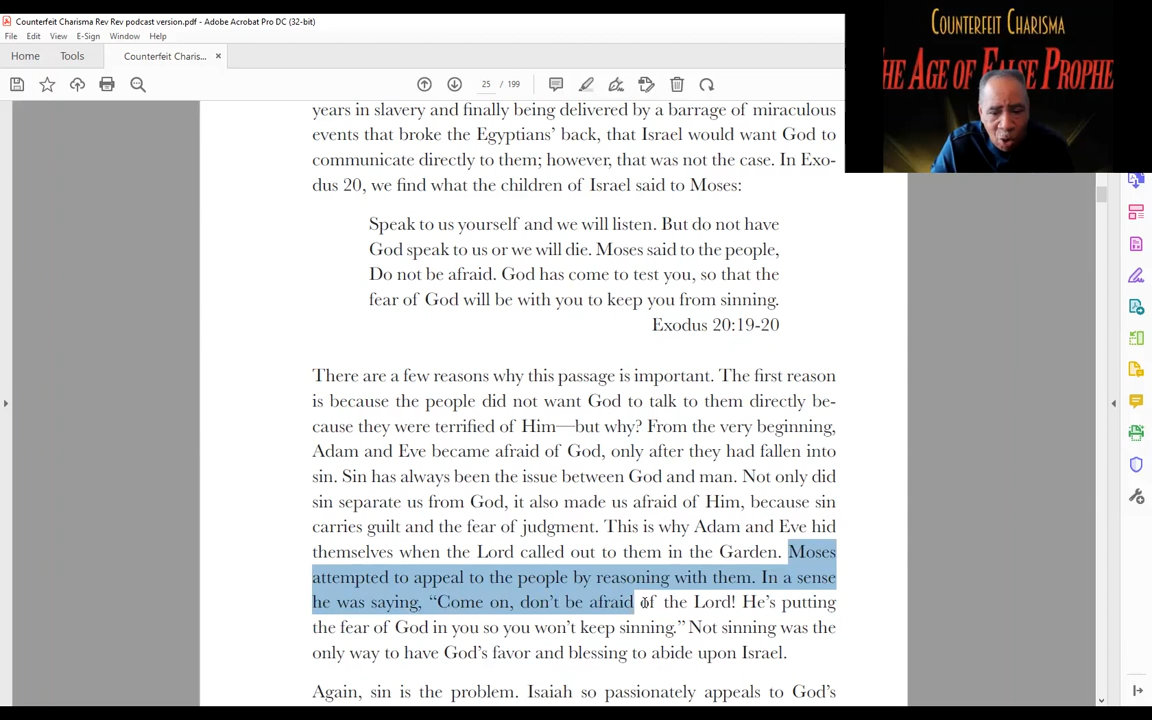 Counterfeit Charisma Rev Rev podcast version.pdf - Adobe Acrobat Pro DC (32-bit)
File Edit View E-Sign Window Help
Home Tools Counterfeit Charis... ×
25 / 199
COUNTERFEIT CHARISMA
HE AGE OF FALSE PROPHE
years in slavery and finally being delivered by a barrage of miraculous
events that broke the Egyptians’ back, that Israel would want God to
communicate directly to them; however, that was not the case. In Exo-
dus 20, we find what the children of Israel said to Moses:
Speak to us yourself and we will listen. But do not have
God speak to us or we will die. Moses said to the people,
Do not be afraid. God has come to test you, so that the
fear of God will be with you to keep you from sinning.
Exodus 20:19-20
There are a few reasons why this passage is important. The first reason
is because the people did not want God to talk to them directly be-
cause they were terrified of Him—but why? From the very beginning,
Adam and Eve became afraid of God, only after they had fallen into
sin. Sin has always been the issue between God and man. Not only did
sin separate us from God, it also made us afraid of Him, because sin
carries guilt and the fear of judgment. This is why Adam and Eve hid
themselves when the Lord called out to them in the Garden. Moses
attempted to appeal to the people by reasoning with them. In a sense
he was saying, “Come on, don’t be afraid of the Lord! He’s putting
the fear of God in you so you won’t keep sinning.” Not sinning was the
only way to have God’s favor and blessing to abide upon Israel.
Again, sin is the problem. Isaiah so passionately appeals to God’s